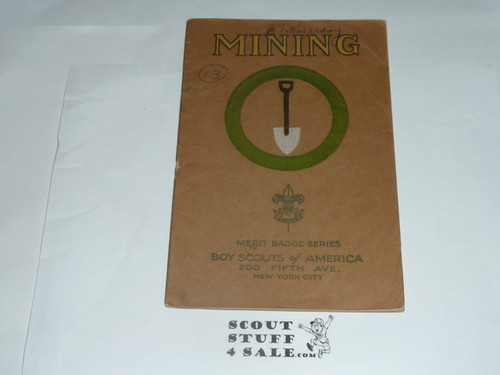 MINING
13
MERIT BADGE SERIES
BOY SCOUTS of AMERICA
200 FIFTH AVE.
NEW YORK CITY
SCOUT
STUFF
4 SALE.COM